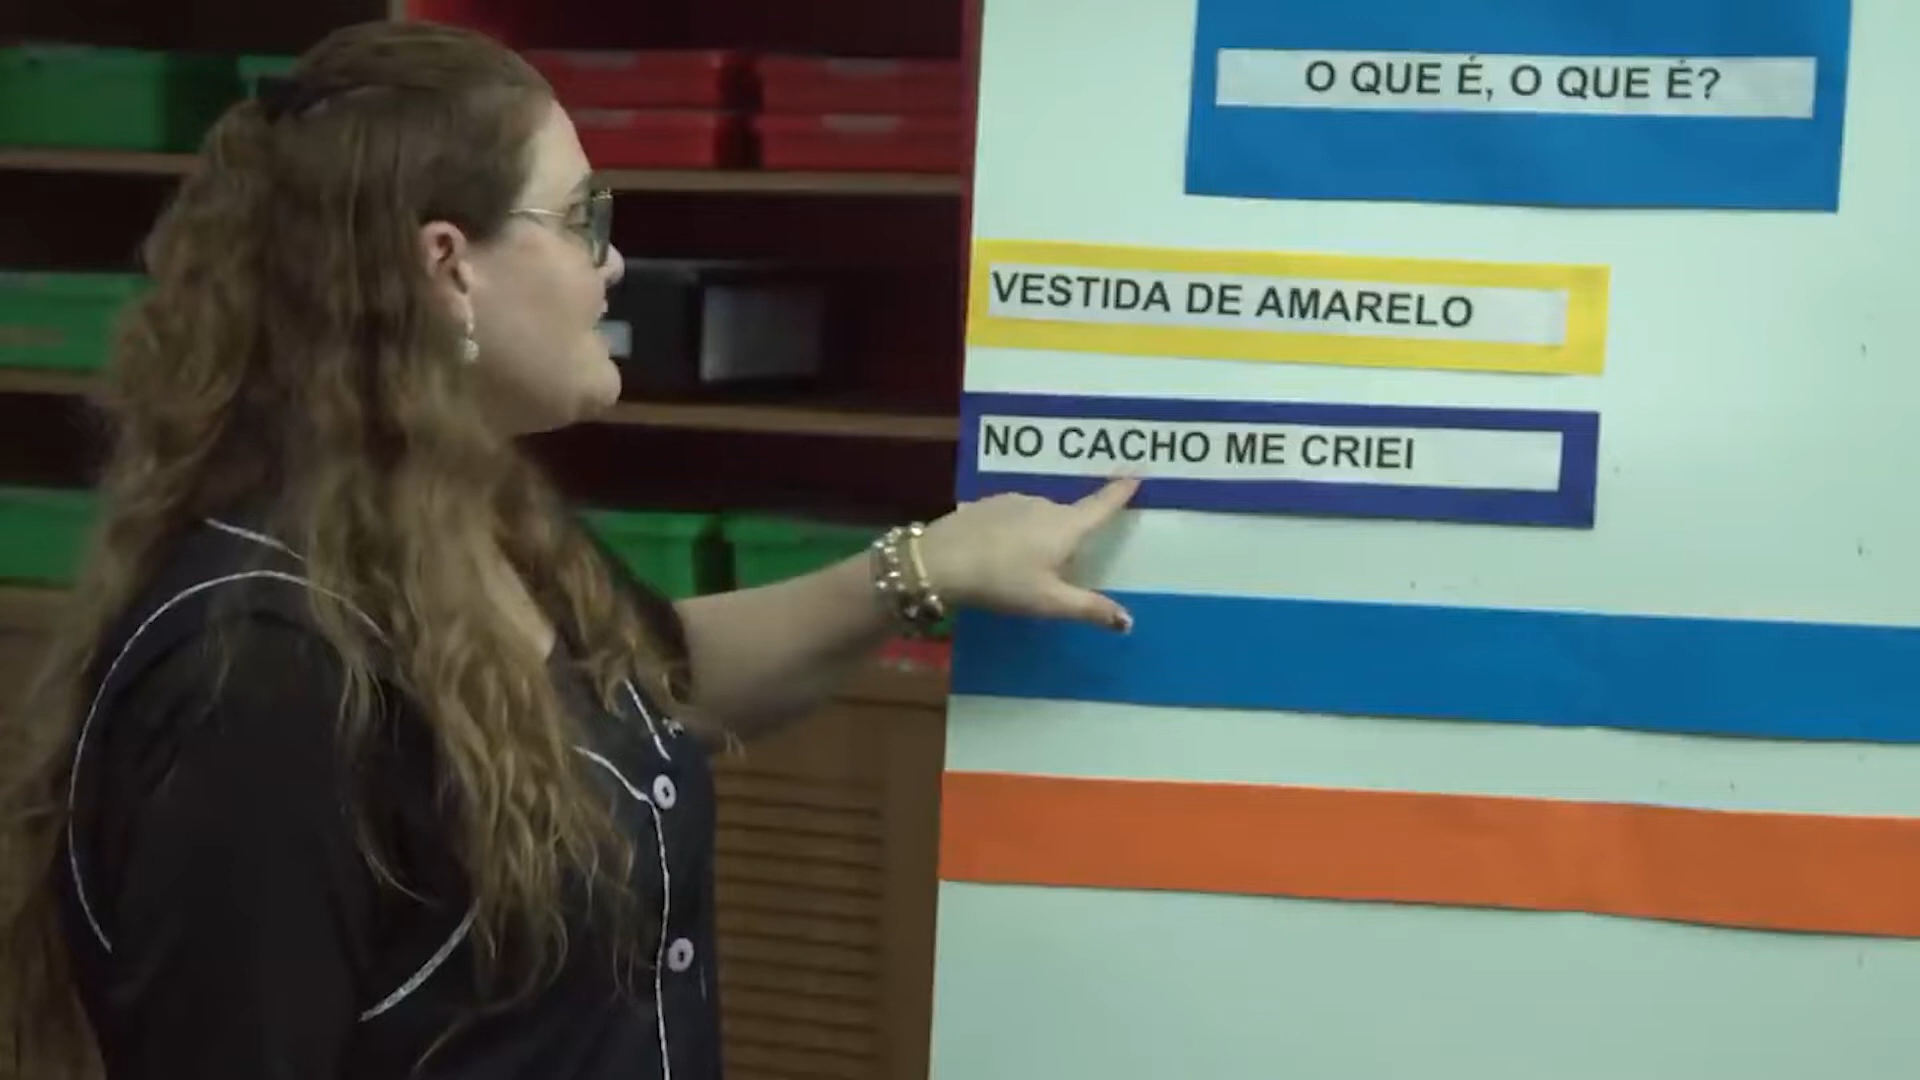 O QUE É, O QUE É?
VESTIDA DE AMARELO
NO CACHO ME CRIEI